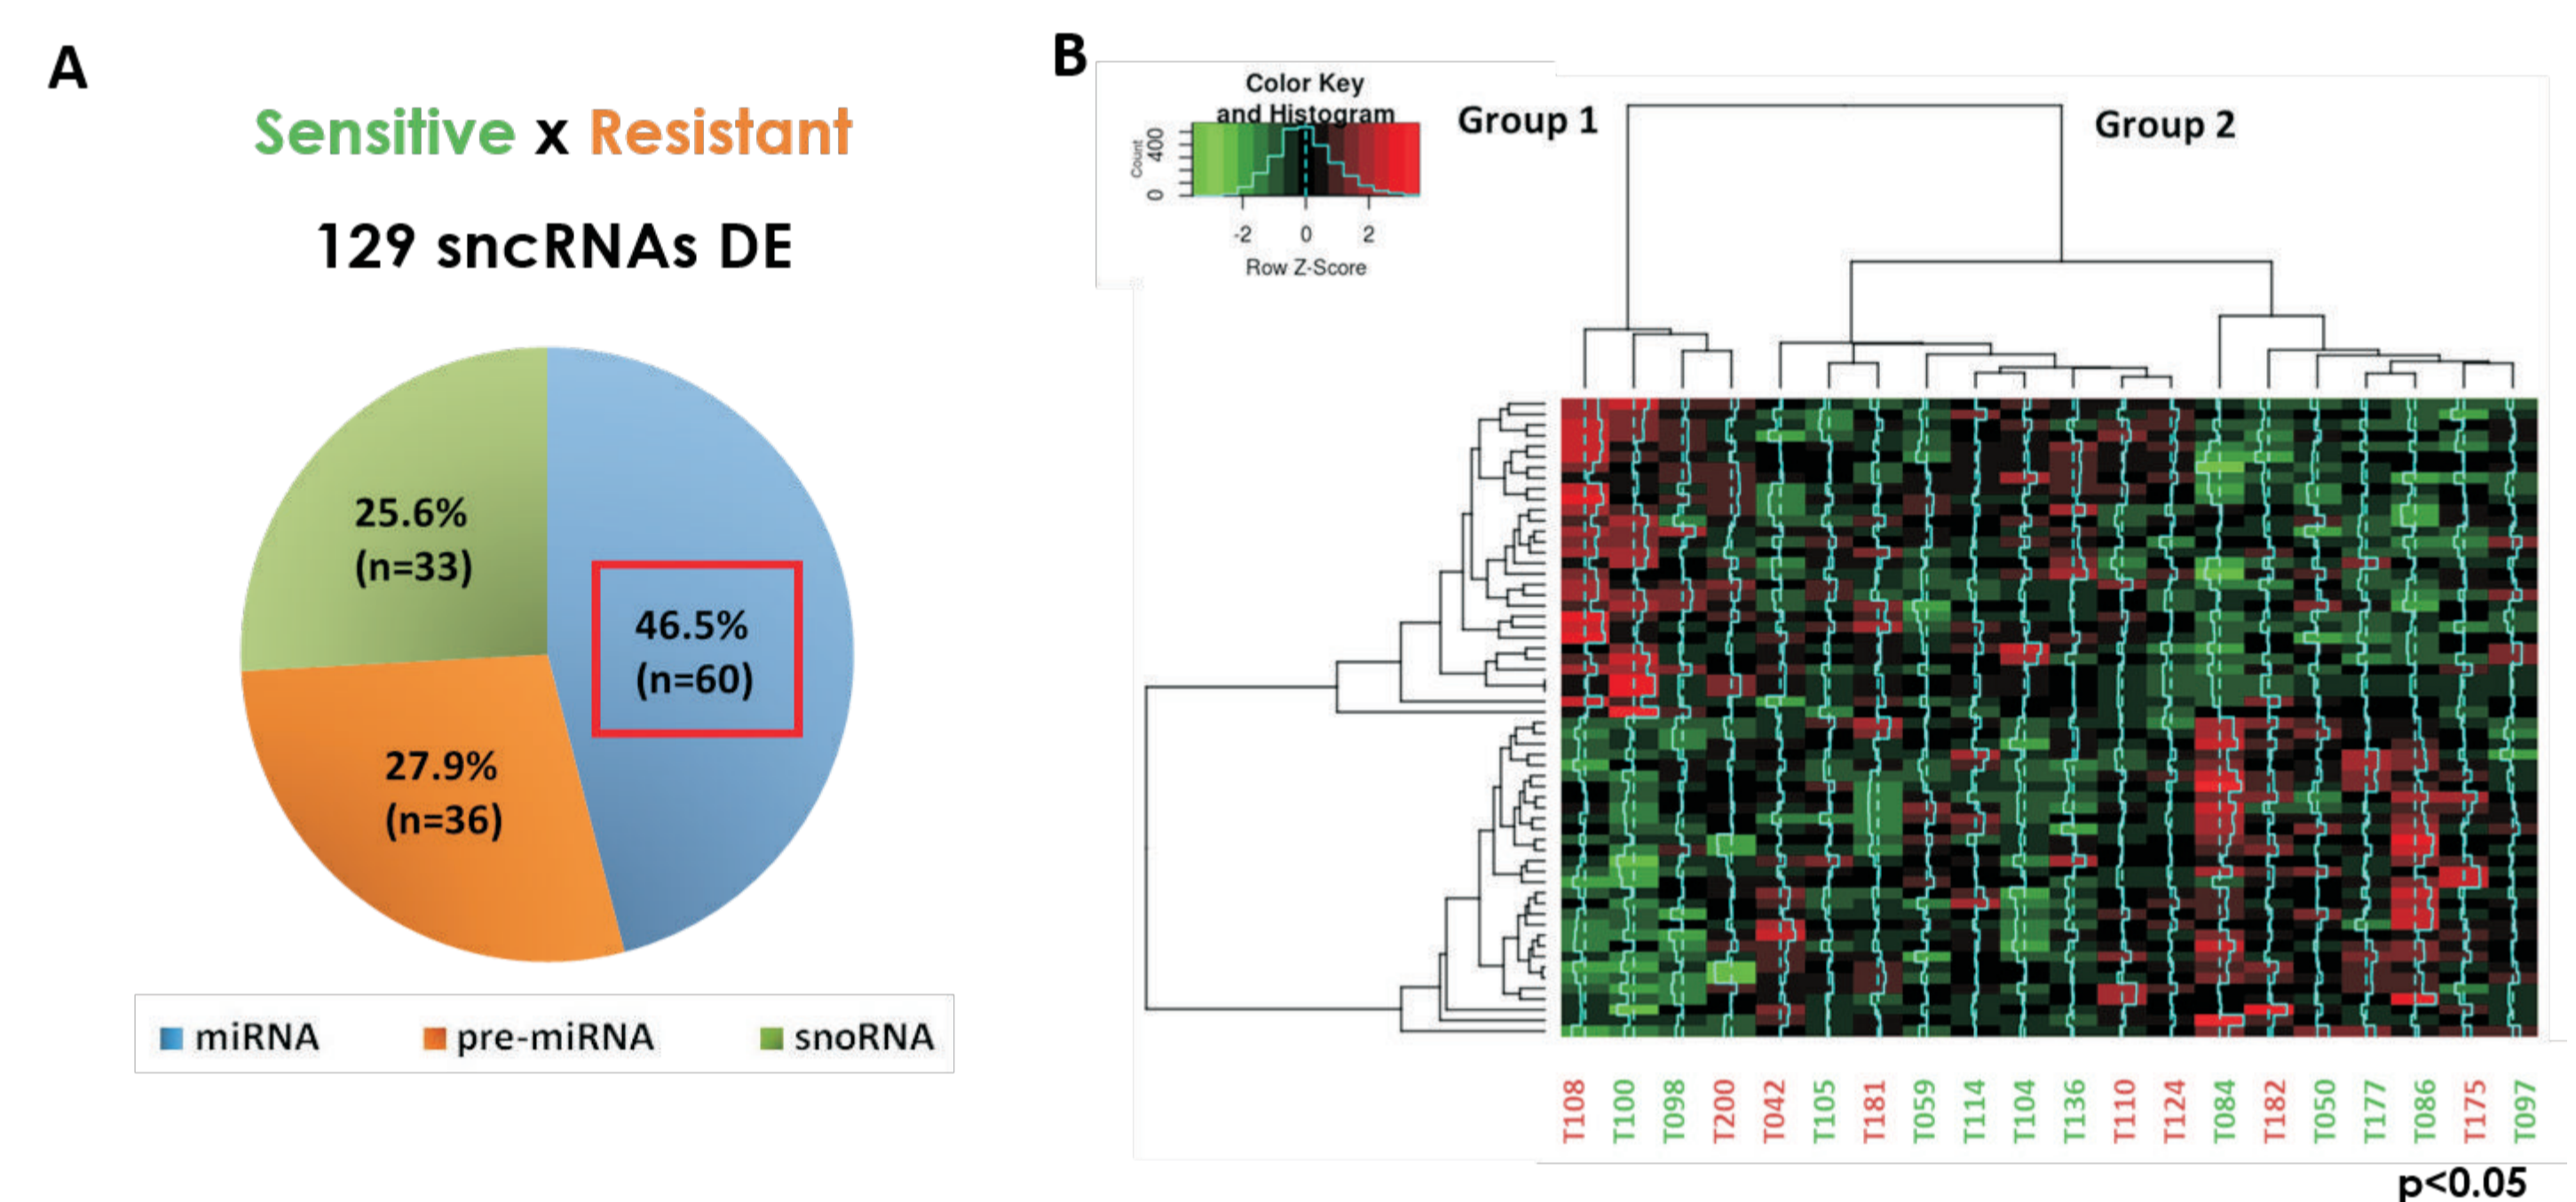 A
Sensitive x Resistant
129 sncRNAs DE
25.6%
(n=33)
46.5%
(n=60)
27.9%
(n=36)
miRNA
pre-miRNA
snoRNA
B
Color Key
and Histogram
Count
0
400
-2
0
2
Row Z-Score
Group 1
Group 2
T108
T100
T098
T200
T042
T105
T181
T059
T114
T104
T136
T110
T124
T084
T182
T050
T177
T086
T175
T097
p<0.05